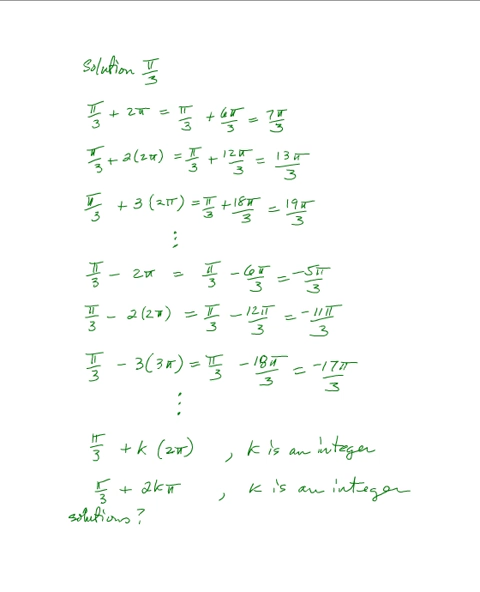 Solution π/3
π/3 + 2π = π/3 + 6π/3 = 7π/3
π/3 + 2(2π) = π/3 + 12π/3 = 13π/3
π/3 + 3(2π) = π/3 + 18π/3 = 19π/3
⋮
π/3 - 2π = π/3 - 6π/3 = -5π/3
π/3 - 2(2π) = π/3 - 12π/3 = -11π/3
π/3 - 3(3π) = π/3 - 18π/3 = -17π/3
⋮
π/3 + k(2π) , k is an integer
π/3 + 2kπ , k is an integer
solutions?